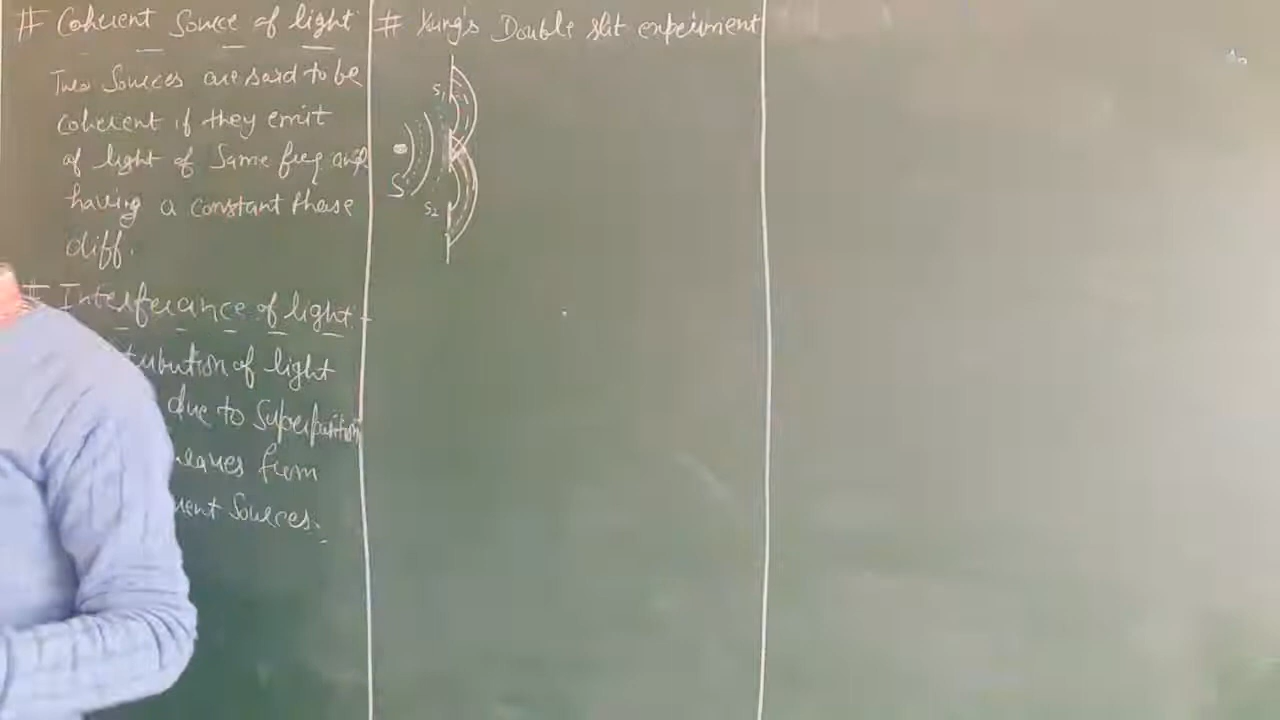 # Coherent Source of light
Two Sources are said to be
Coherent if they emit
of light of Same freq and
having a constant Phase
diff.
# Interferance of light -
tribution of light
due to Superposition
waves from
rent Sources.
# Yung's Double slit experiment
S1
S
S2